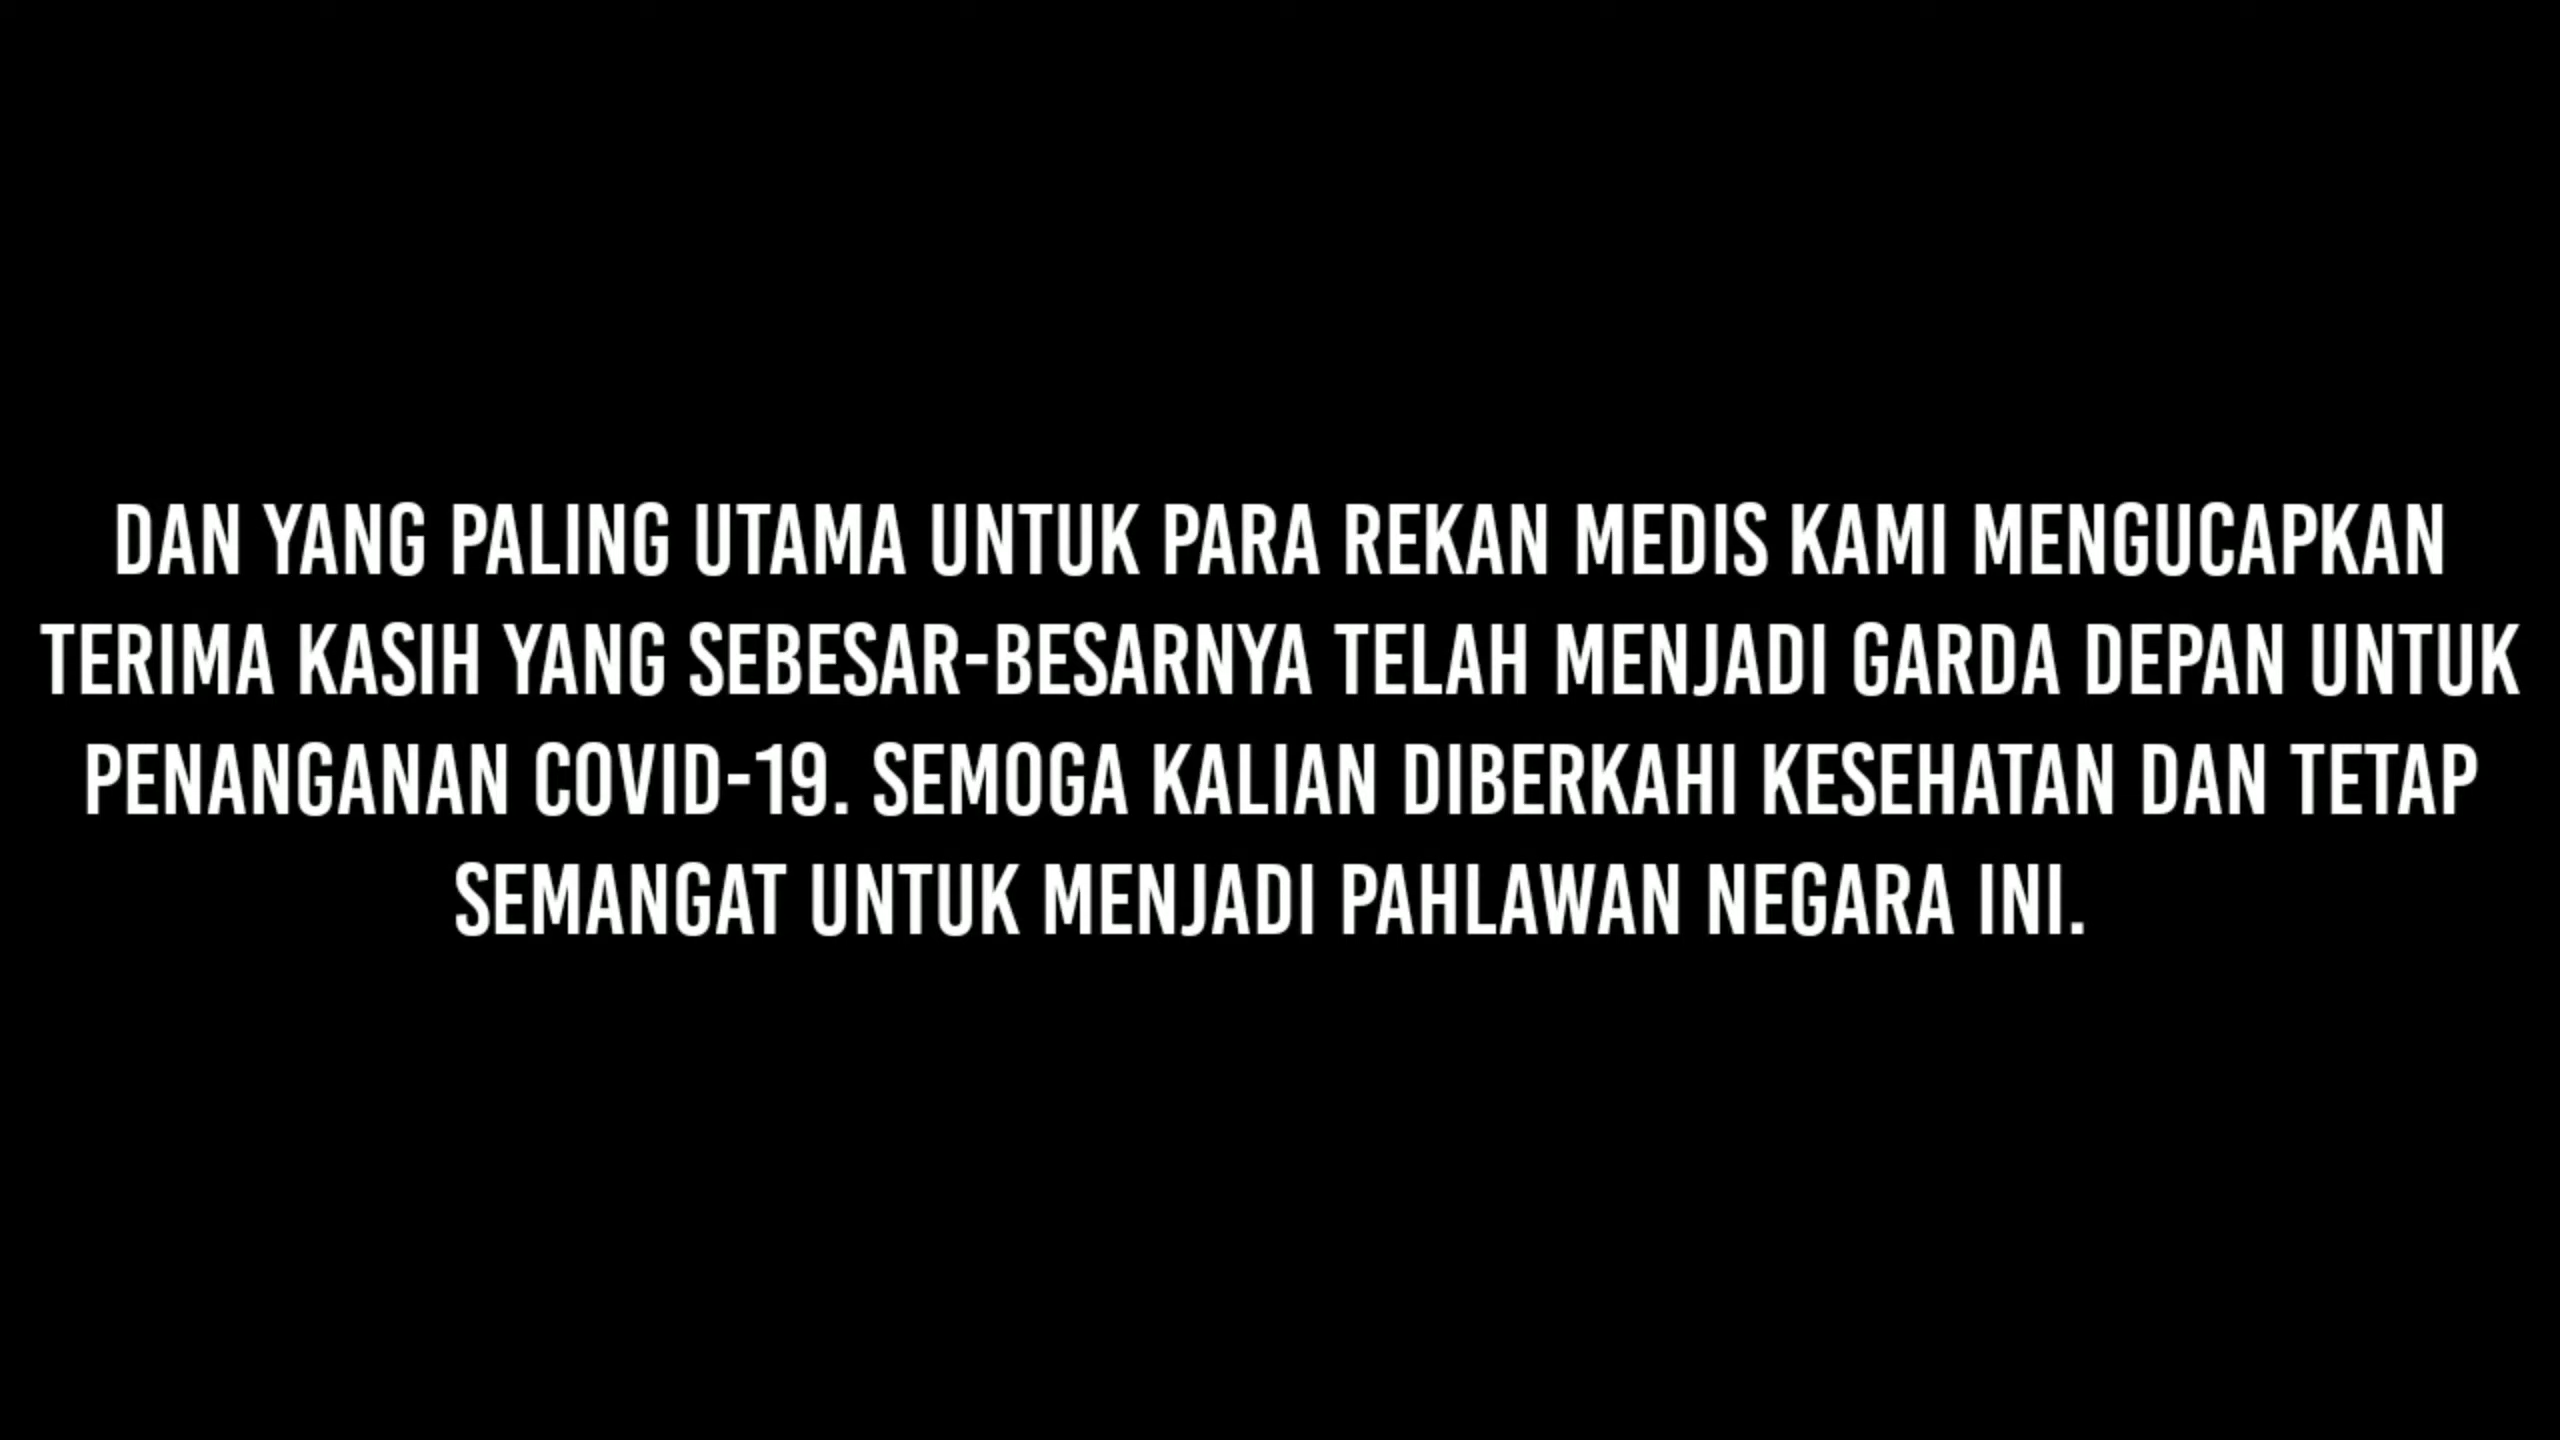 DAN YANG PALING UTAMA UNTUK PARA REKAN MEDIS KAMI MENGUCAPKAN
TERIMA KASIH YANG SEBESAR-BESARNYA TELAH MENJADI GARDA DEPAN UNTUK
PENANGANAN COVID-19. SEMOGA KALIAN DIBERKAHI KESEHATAN DAN TETAP
SEMANGAT UNTUK MENJADI PAHLAWAN NEGARA INI.